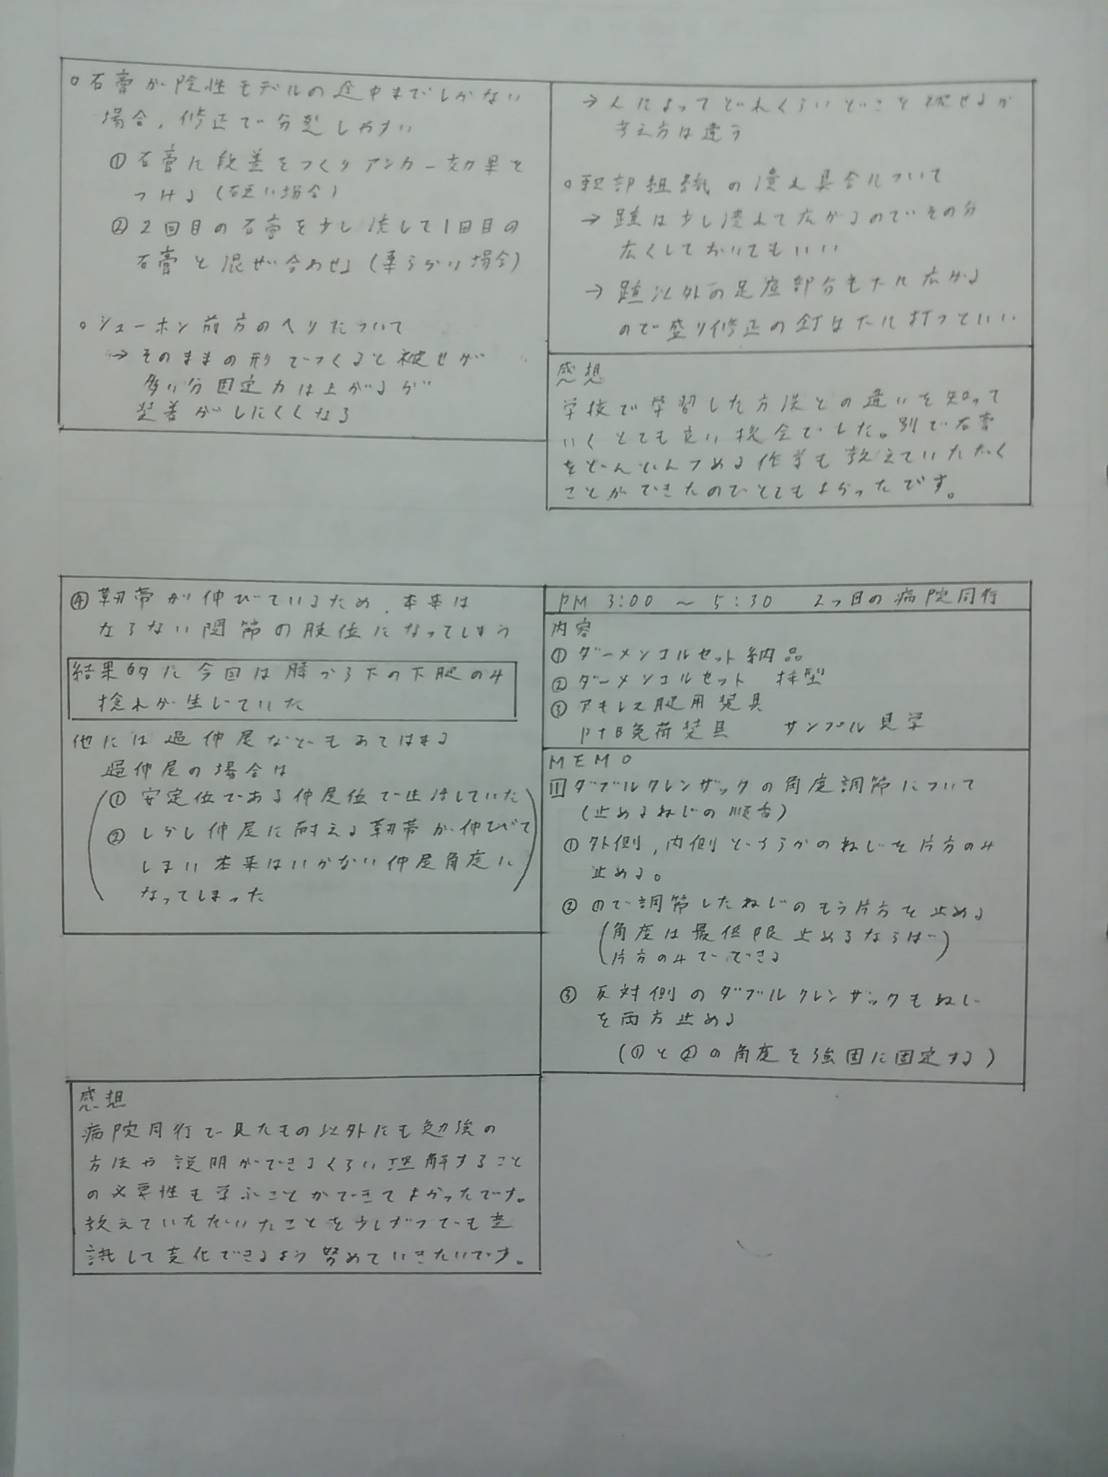 ○石膏が陰性モデルの途中までしかない
場合、修正で分裂しやすい
①石膏に段差をつくりアンカー効果を
つける(硬い場合)
②2回目の石膏を少し流して1回目の
石膏と混ぜ合わせる(柔らかい場合)
○シューホン前方のへりについて
→そのままの形でつくると被せが
多い分固定力は上がるが
装着がしにくくなる
→人によってどれくらいどこを被せるか
考え方は違う
○軟部組織の潰れ具合について
→踵は少し潰れて広がるのでその分
広くしておいてもいい
→踵以外の足底部分も広がる
ので盛り修正の釘は打っていい
感想
学校で学習した方法との違いを知って
いくとても良い機会でした。別で石膏
をどんどんつめる作業も教えていただく
ことができたのでとてもよかったです。
④靭帯が伸びているため、本来は
ならない関節の肢位になってしまう
結果的に今回は膝から下の下腿のみ
捻れが生じていた
他には過伸展などもあてはまる
過伸展の場合は
①安定位である伸展位で生活していた
②しかし伸展に耐える靭帯が伸びて
しまい本来はいかない伸展角度に
なってしまった
感想
病院同行で見たもの以外にも勉強の
方法や説明ができるくらい理解すること
の必要性も学ぶことができてよかったです。
教えていただいたことを少しずつでも意
識して変化できるよう努めていきたいです。
PM 3:00 〜 5:30 2つ目の病院同行
内容
①ダーメンコルセット納品
②ダーメンコルセット 採型
③アキレス腱用装具
PTB免荷装具 サンプル見学
MEMO
1ダブルクレンザックの角度調節について
(止めるねじの順番)
①外側、内側どちらかのねじを片方のみ
止める。
②①で調節したねじのもう片方を止める
(角度は最低限止めるならば
片方のみでできる)
③反対側のダブルクレンザックもねじ
を両方止める
(①と②の角度を強固に固定する)